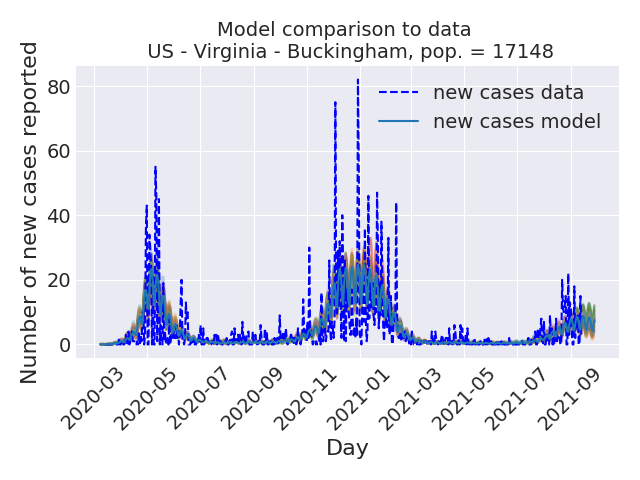 Model comparison to data
US - Virginia - Buckingham, pop. = 17148
Number of new cases reported
80
60
40
20
0
new cases data
new cases model
2020-03
2020-05
2020-07
2020-09
2020-11
2021-01
2021-03
2021-05
2021-07
2021-09
Day